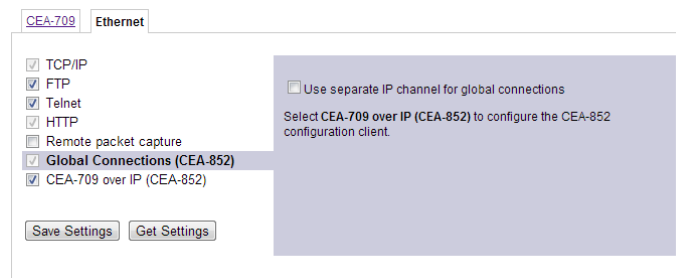 CEA-709 Ethernet
TCP/IP
FTP
Telnet
HTTP
Remote packet capture
Global Connections (CEA-852)
CEA-709 over IP (CEA-852)
Save Settings Get Settings
Use separate IP channel for global connections
Select CEA-709 over IP (CEA-852) to configure the CEA-852
configuration client.